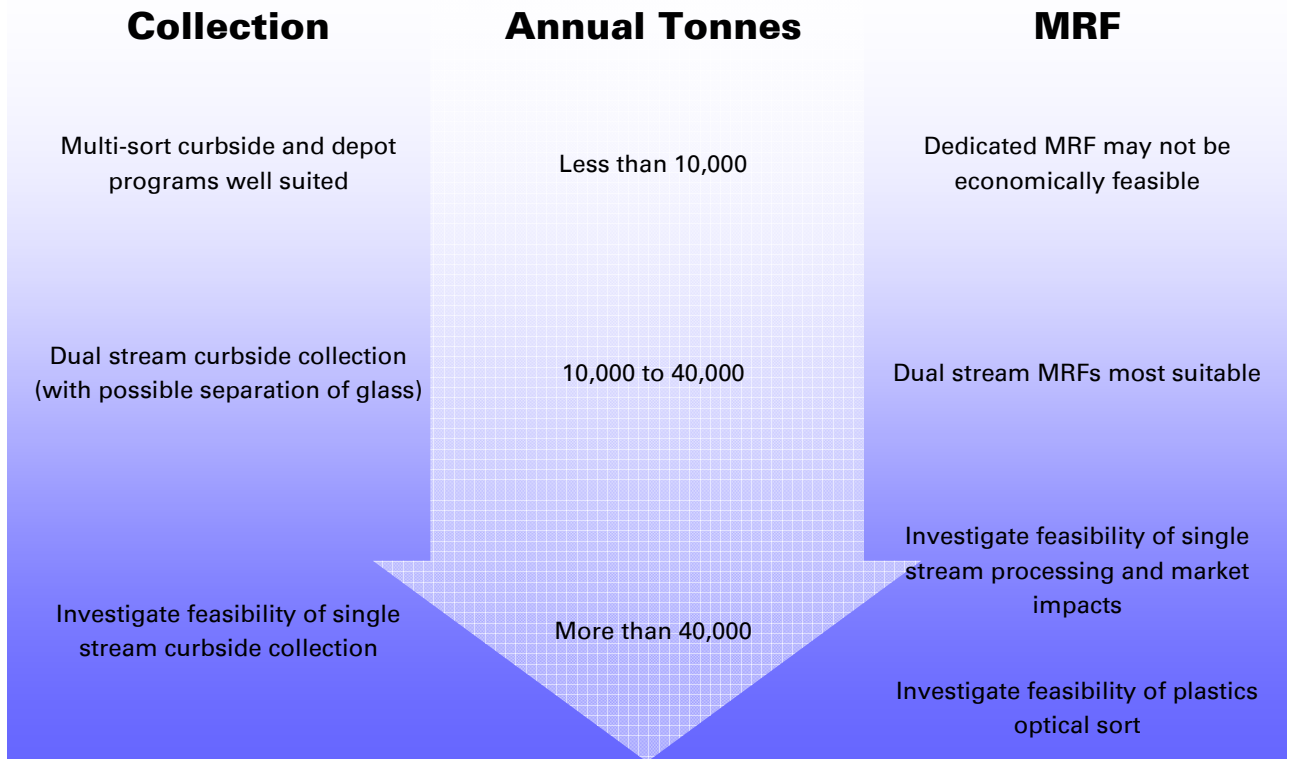 Collection
Annual Tonnes
MRF
Multi-sort curbside and depot
programs well suited
Less than 10,000
Dedicated MRF may not be
economically feasible
Dual stream curbside collection
(with possible separation of glass)
10,000 to 40,000
Dual stream MRFs most suitable
Investigate feasibility of single
stream curbside collection
More than 40,000
Investigate feasibility of single
stream processing and market
impacts
Investigate feasibility of plastics
optical sort